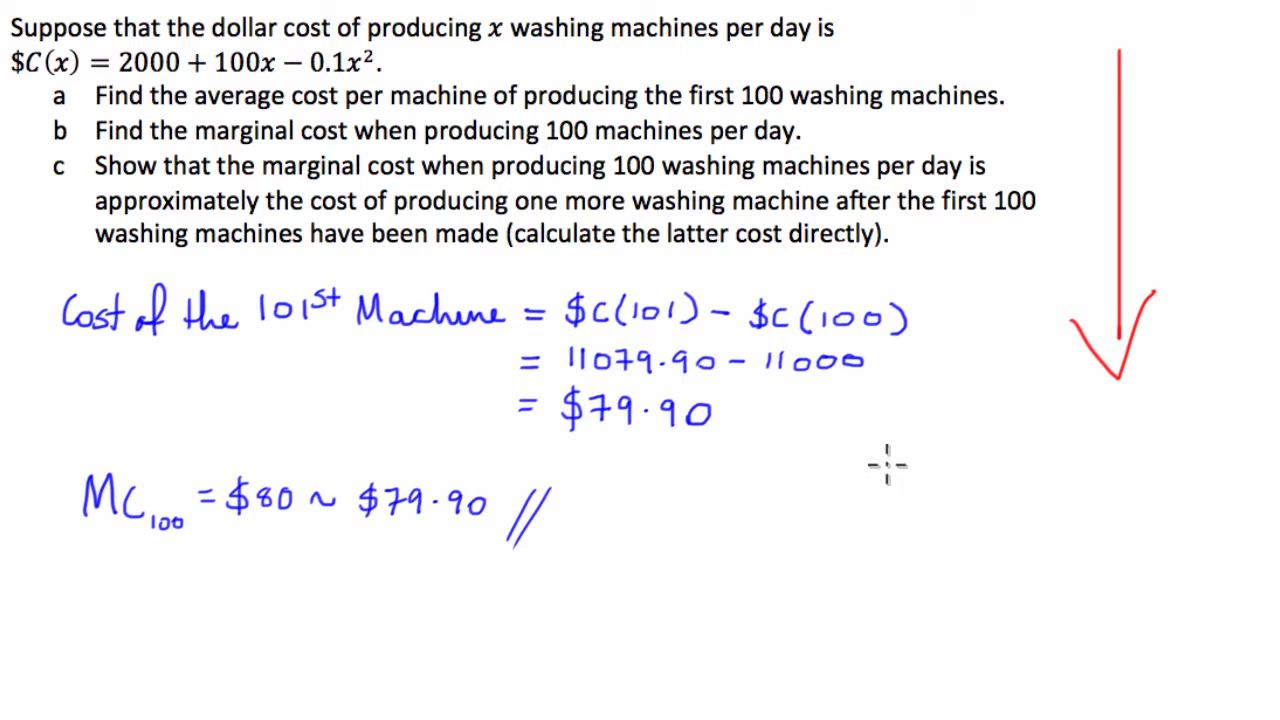 Suppose that the dollar cost of producing x washing machines per day is
$C(x) = 2000 + 100x − 0.1x².
a Find the average cost per machine of producing the first 100 washing machines.
b Find the marginal cost when producing 100 machines per day.
c Show that the marginal cost when producing 100 washing machines per day is
approximately the cost of producing one more washing machine after the first 100
washing machines have been made (calculate the latter cost directly).
Cost of the 101st Machine = $C(101) - $C(100)
= 11079.90 - 11000
= $79.90
MC₁₀₀ = $80 ~ $79.90 //